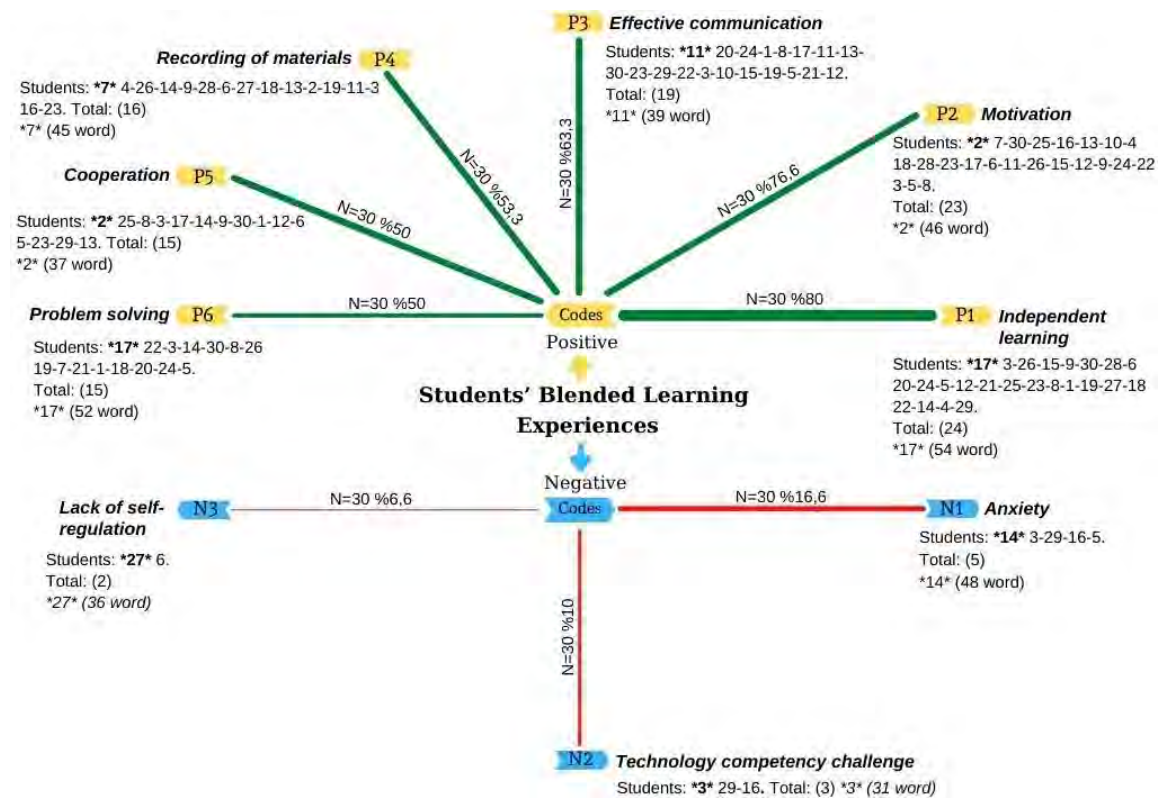 P3 Effective communication
Students: *11* 20-24-1-8-17-11-13-
30-23-29-22-3-10-15-19-5-21-12.
Total: (19)
*11* (39 word)
N=30 %63,3
Recording of materials P4
Students: *7* 4-26-14-9-28-6-27-18-13-2-19-11-3
16-23. Total: (16)
*7* (45 word)
N=30 %53,3
P2 Motivation
Students: *2* 7-30-25-16-13-10-4
18-28-23-17-6-11-26-15-12-9-24-22
3-5-8.
Total: (23)
*2* (46 word)
N=30 %76,6
Cooperation P5
Students: *2* 25-8-3-17-14-9-30-1-12-6
5-23-29-13. Total: (15)
*2* (37 word)
N=30 %50
Problem solving P6
Students: *17* 22-3-14-30-8-26
19-7-21-1-18-20-24-5.
Total: (15)
*17* (52 word)
N=30 %50
Codes
Positive
N=30 %80
P1 Independent
learning
Students: *17* 3-26-15-9-30-28-6
20-24-5-12-21-25-23-8-1-19-27-18
22-14-4-29.
Total: (24)
*17* (54 word)
Students’ Blended Learning
Experiences
Negative
Codes
Lack of self-
regulation
N3
Students: *27* 6.
Total: (2)
*27* (36 word)
N=30 %6,6
N=30 %16,6
N1 Anxiety
Students: *14* 3-29-16-5.
Total: (5)
*14* (48 word)
N=30 %10
N2 Technology competency challenge
Students: *3* 29-16. Total: (3) *3* (31 word)